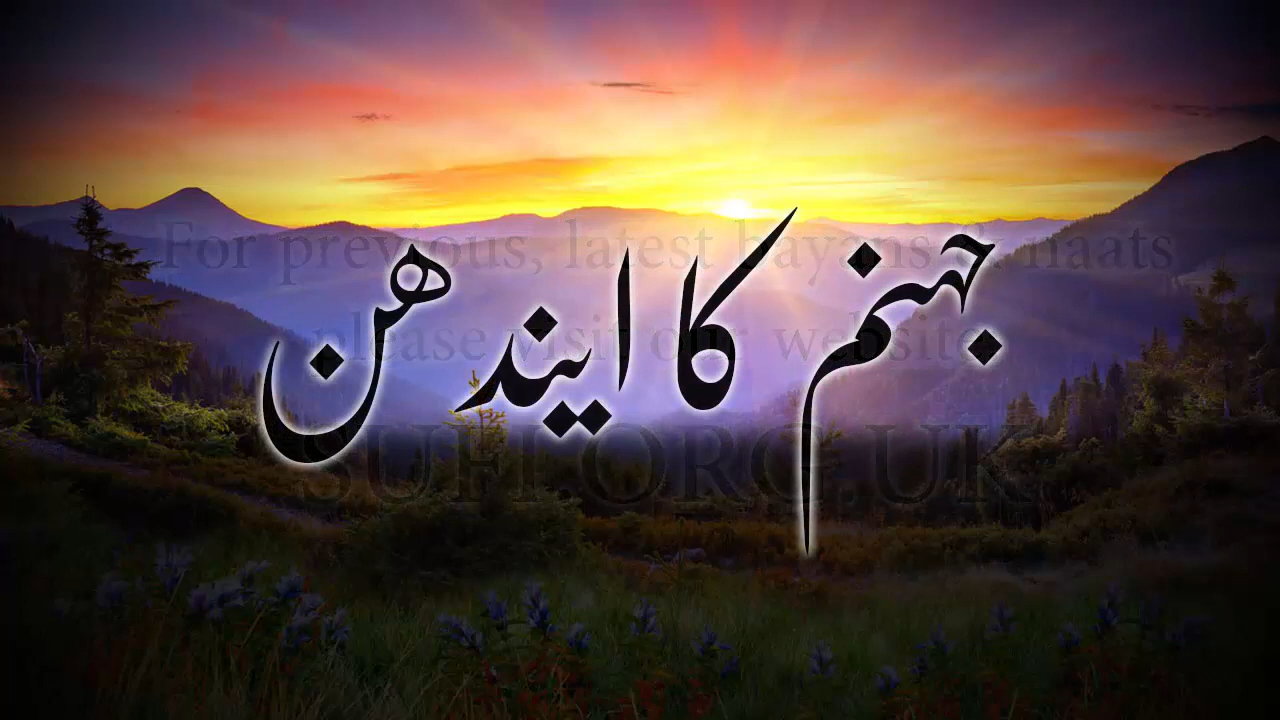 For previous, latest bayans & naats
جہنم کا ایندھن
please visit our website
SUFI.ORG.UK